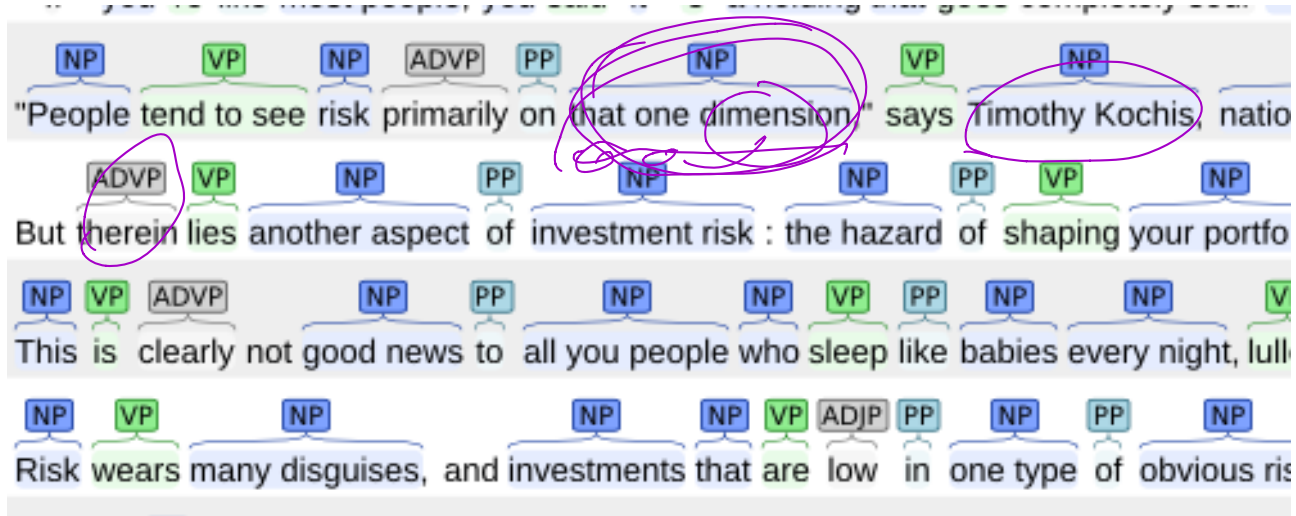 NP VP NP ADVP PP NP VP NP
"People tend to see risk primarily on that one dimension," says Timothy Kochis, natio
ADVP VP NP PP NP NP PP VP NP
But therein lies another aspect of investment risk : the hazard of shaping your portfo
NP VP ADVP NP PP NP NP VP PP NP NP V
This is clearly not good news to all you people who sleep like babies every night, lull
NP VP NP NP NP VP ADJP PP NP PP NP
Risk wears many disguises, and investments that are low in one type of obvious ris